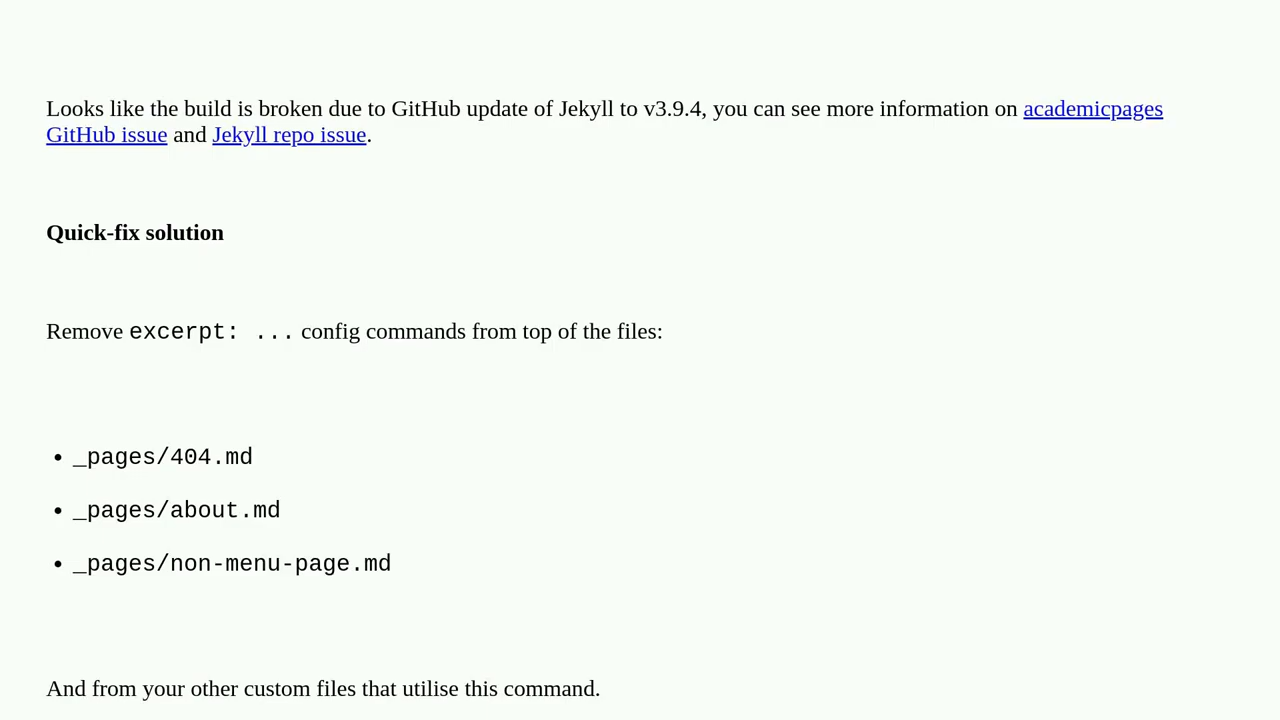 Looks like the build is broken due to GitHub update of Jekyll to v3.9.4, you can see more information on academicpages
GitHub issue and Jekyll repo issue.
Quick-fix solution
Remove excerpt: ... config commands from top of the files:
• _pages/404.md
• _pages/about.md
• _pages/non-menu-page.md
And from your other custom files that utilise this command.